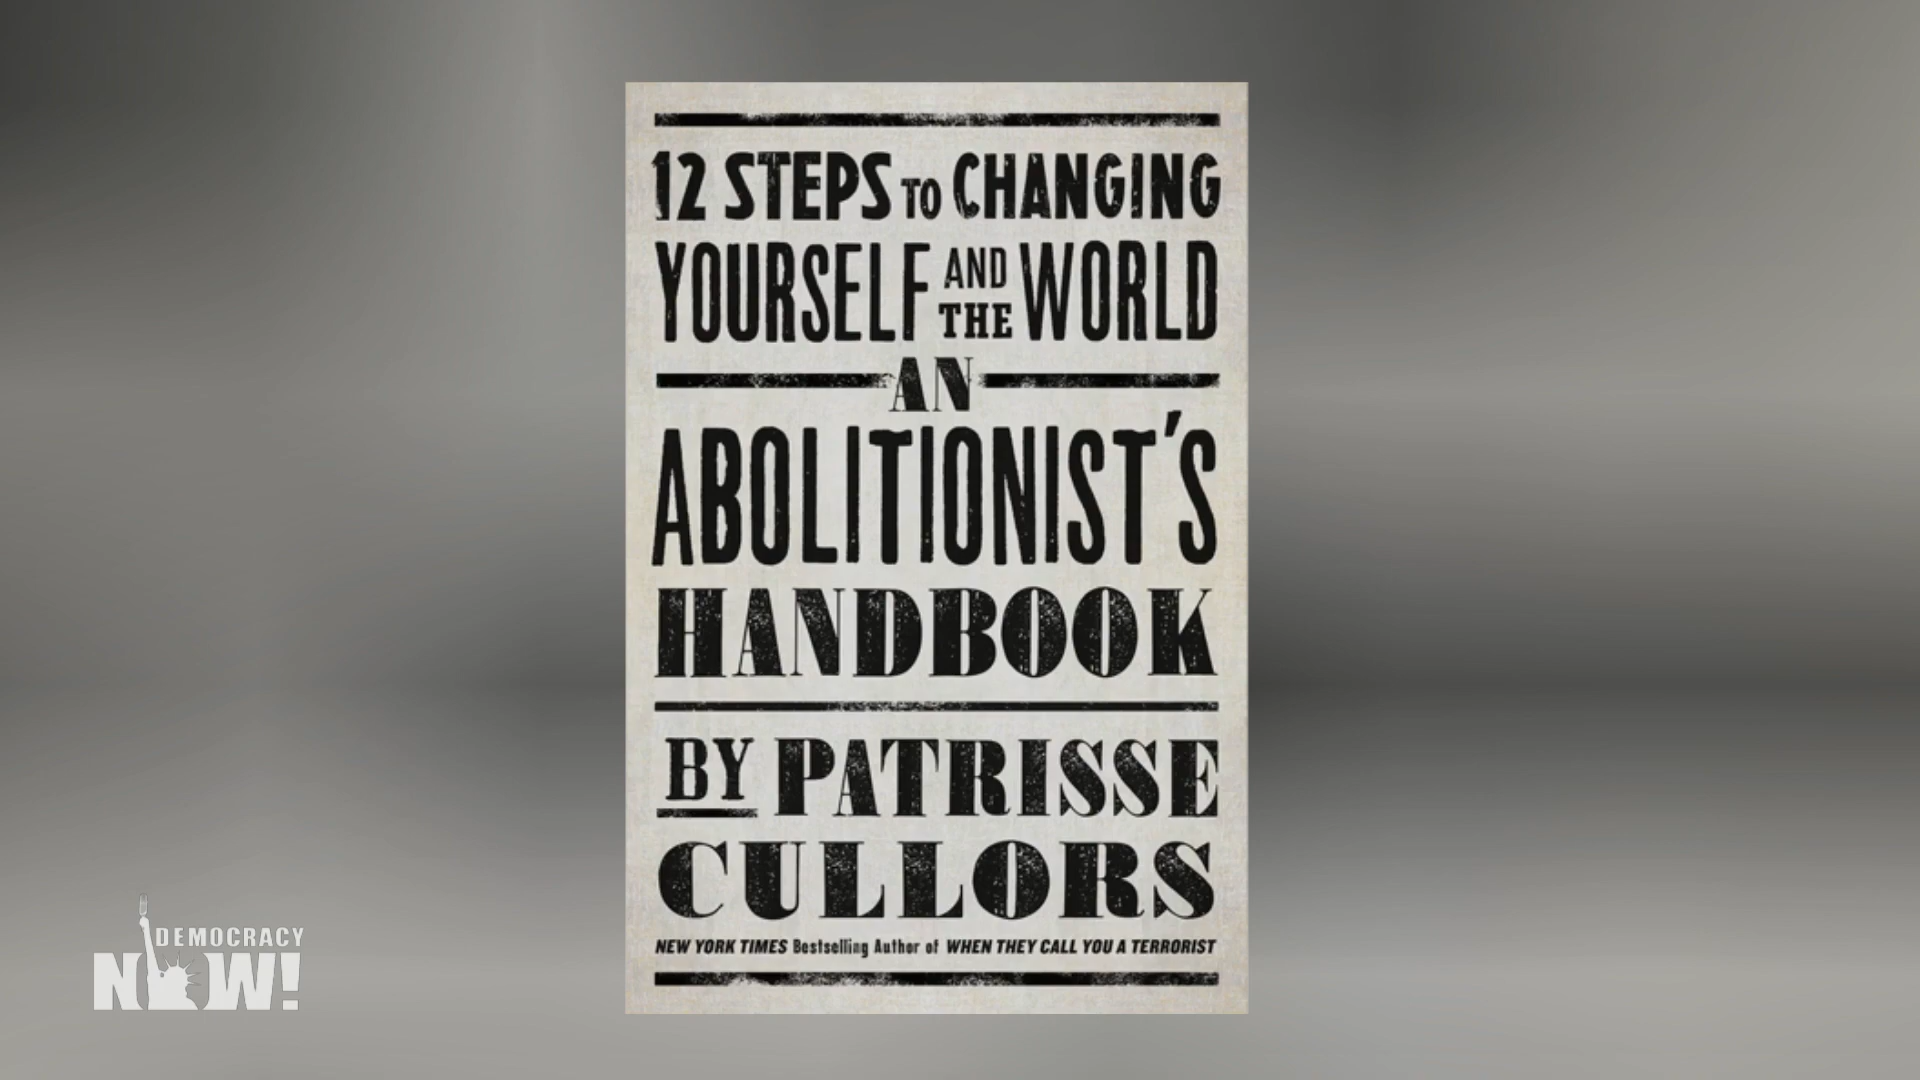 12 STEPS TO CHANGING
YOURSELF AND THE WORLD
AN
ABOLITIONIST'S
HANDBOOK
BY PATRISSE
CULLORS
NEW YORK TIMES Bestselling Author of WHEN THEY CALL YOU A TERRORIST
DEMOCRACY
NOW!